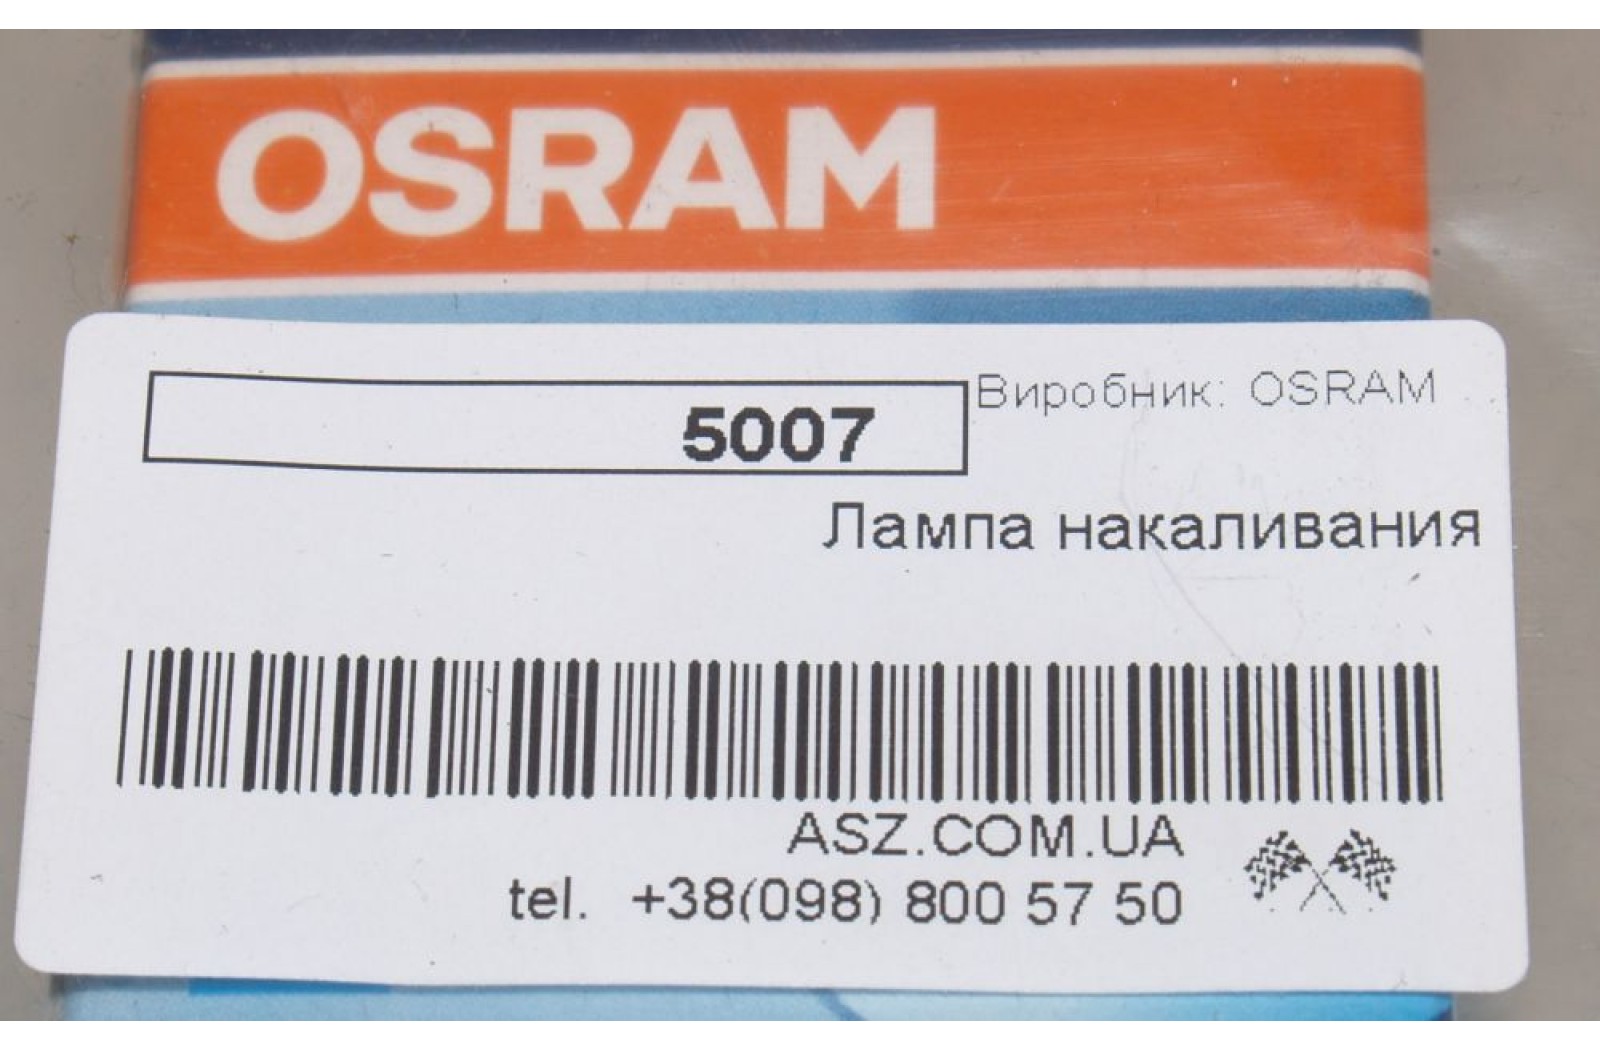 OSRAM
5007
Виробник: OSRAM
Лампа накаливания
ASZ.COM.UA
tel. +38(098) 800 57 50